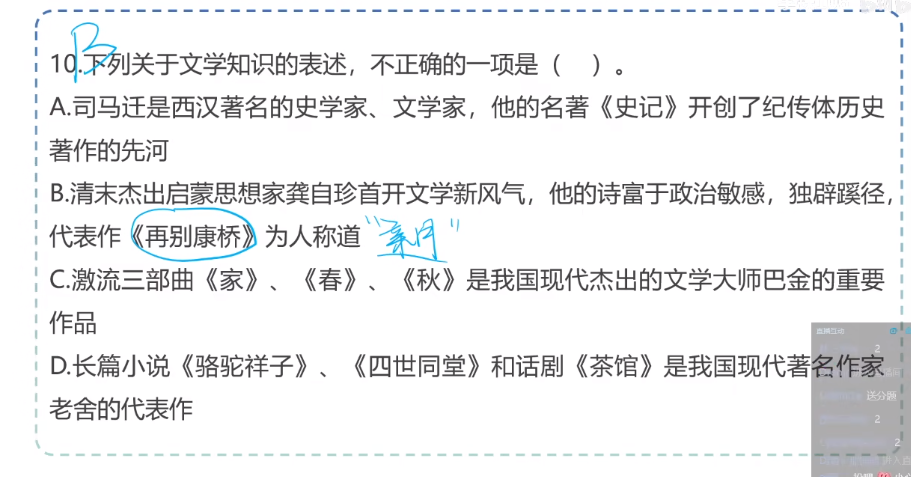 B
10.下列关于文学知识的表述，不正确的一项是（ ）。
A.司马迁是西汉著名的史学家、文学家，他的名著《史记》开创了纪传体历史
著作的先河
B.清末杰出启蒙思想家龚自珍首开文学新风气，他的诗富于政治敏感，独辟蹊径，
代表作《再别康桥》为人称道
C.激流三部曲《家》、《春》、《秋》是我国现代杰出的文学大师巴金的重要
作品
D.长篇小说《骆驼祥子》、《四世同堂》和话剧《茶馆》是我国现代著名作家
老舍的代表作
直播互动
2
送分题
2
2